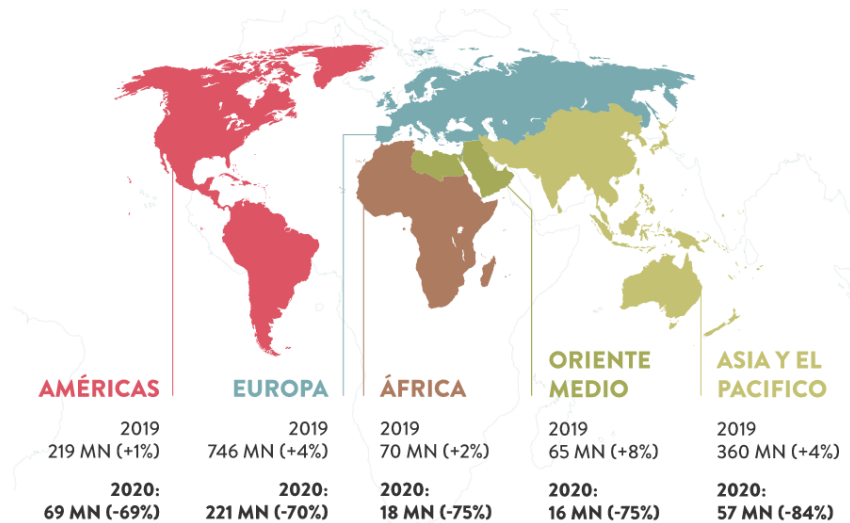 AMÉRICAS
2019
219 MN (+1%)
2020:
69 MN (-69%)
EUROPA
2019
746 MN (+4%)
2020:
221 MN (-70%)
ÁFRICA
2019
70 MN (+2%)
2020:
18 MN (-75%)
ORIENTE
MEDIO
2019
65 MN (+8%)
2020:
16 MN (-75%)
ASIA Y EL
PACIFICO
2019
360 MN (+4%)
2020:
57 MN (-84%)